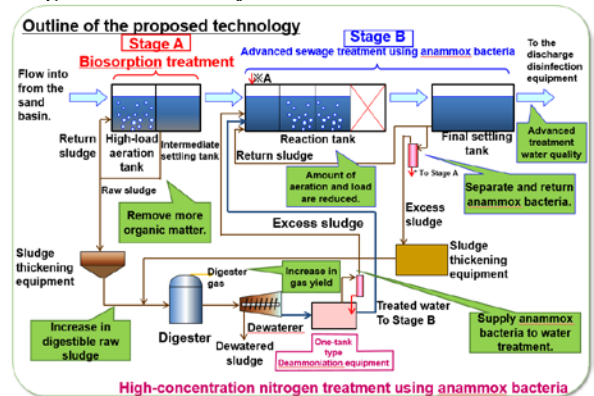 Outline of the proposed technology
Stage A
Biosorption treatment
Stage B
Advanced sewage treatment using anammox bacteria
To the
discharge
disinfection
equipment
Flow into
from the
sand
basin.
※A
Return
sludge
High-load
aeration
tank
Intermediate
settling tank
Reaction tank
Final settling
tank
Advanced
treatment
water quality
Return sludge
To Stage A
Raw sludge
Amount of
aeration and load
are reduced.
Separate and return
anammox bacteria.
Remove more
organic matter.
Excess sludge
Excess
sludge
Sludge
thickening
equipment
Digester
gas
Increase in
gas yield
Sludge
thickening
equipment
Treated water
To Stage B
Increase in
digestible raw
sludge
Digester
Dewaterer
Dewatered
sludge
One-tank
type
Deammoniation equipment
Supply anammox
bacteria to water
treatment.
High-concentration nitrogen treatment using anammox bacteria